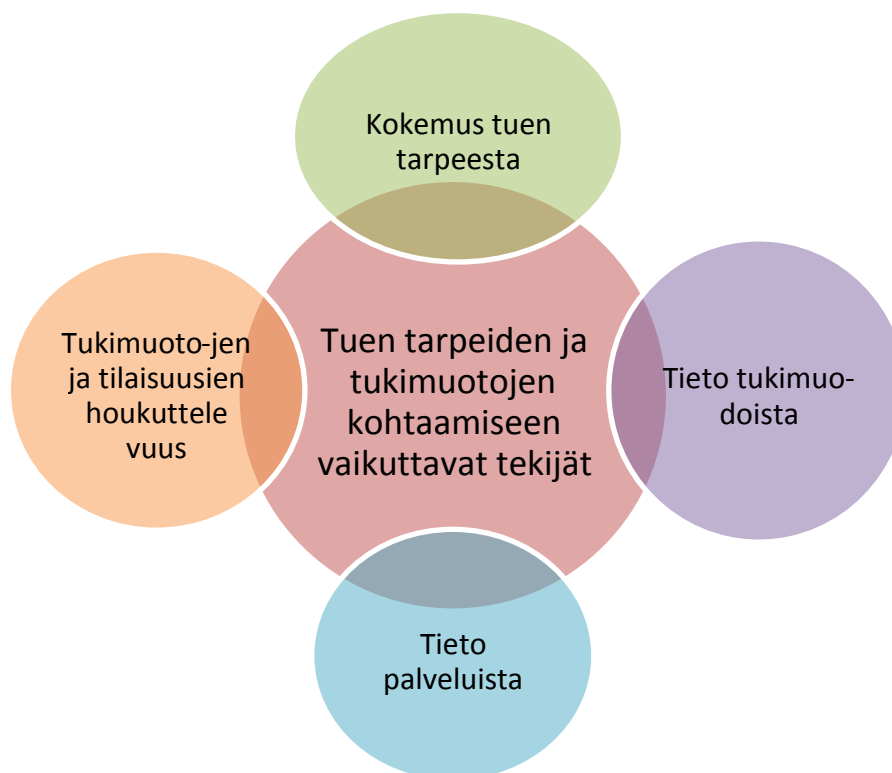 Kokemus tuen
tarpeesta
Tukimuoto-jen
ja tilaisuusien
houkuttele
vuus
Tuen tarpeiden ja
tukimuotojen
kohtaamiseen
vaikuttavat tekijät
Tieto tukimuo-
doista
Tieto
palveluista